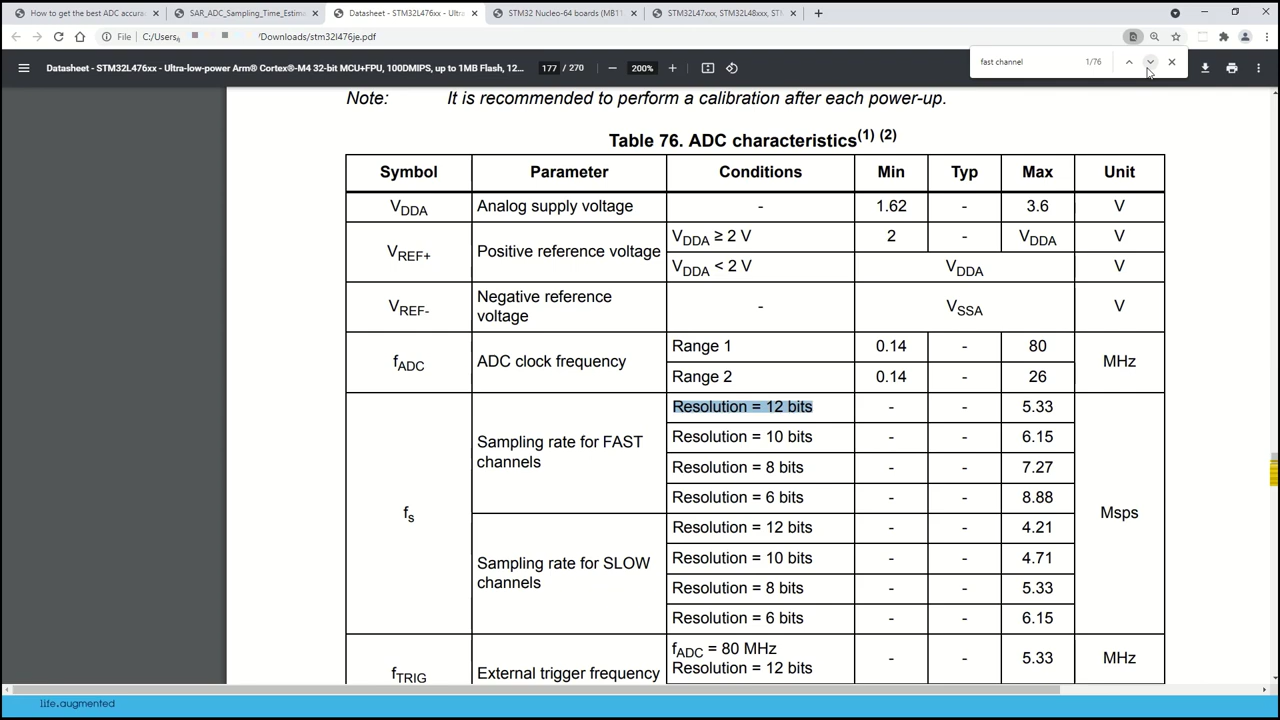 How to get the best ADC accura
SAR_ADC_Sampling_Time_Estima
Datasheet - STM32L476xx - Ultra-l
STM32 Nucleo-64 boards (MB11
STM32L47xxx, STM32L48xxx, ST
File
C:/Users
/Downloads/stm32l476je.pdf
fast channel
1/76
Datasheet - STM32L476xx - Ultra-low-power Arm® Cortex®-M4 32-bit MCU+FPU, 100DMIPS, up to 1MB Flash, 12...
177 / 270
200%
Note: It is recommended to perform a calibration after each power-up.
Table 76. ADC characteristics(1) (2)
Symbol Parameter Conditions Min Typ Max Unit
VDDA Analog supply voltage - 1.62 - 3.6 V
VREF+ Positive reference voltage VDDA ≥ 2 V 2 - VDDA V
VDDA < 2 V VDDA V
VREF- Negative reference
voltage - VSSA V
fADC ADC clock frequency Range 1 0.14 - 80 MHz
Range 2 0.14 - 26
fs Sampling rate for FAST
channels Resolution = 12 bits - - 5.33 Msps
Resolution = 10 bits - - 6.15
Resolution = 8 bits - - 7.27
Resolution = 6 bits - - 8.88
Sampling rate for SLOW
channels Resolution = 12 bits - - 4.21
Resolution = 10 bits - - 4.71
Resolution = 8 bits - - 5.33
Resolution = 6 bits - - 6.15
fTRIG External trigger frequency fADC = 80 MHz
Resolution = 12 bits - - 5.33 MHz
life.augmented